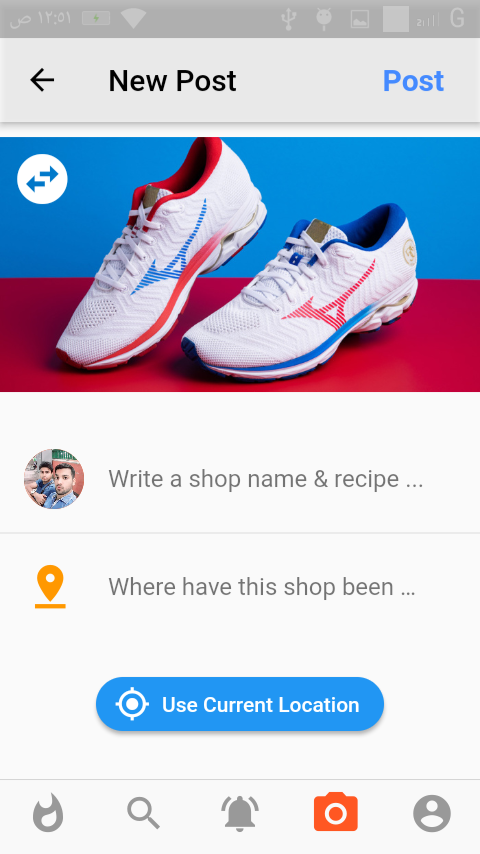 ١٢:٥١ ص
G
New Post
Post
Write a shop name & recipe ...
Where have this shop been ...
Use Current Location